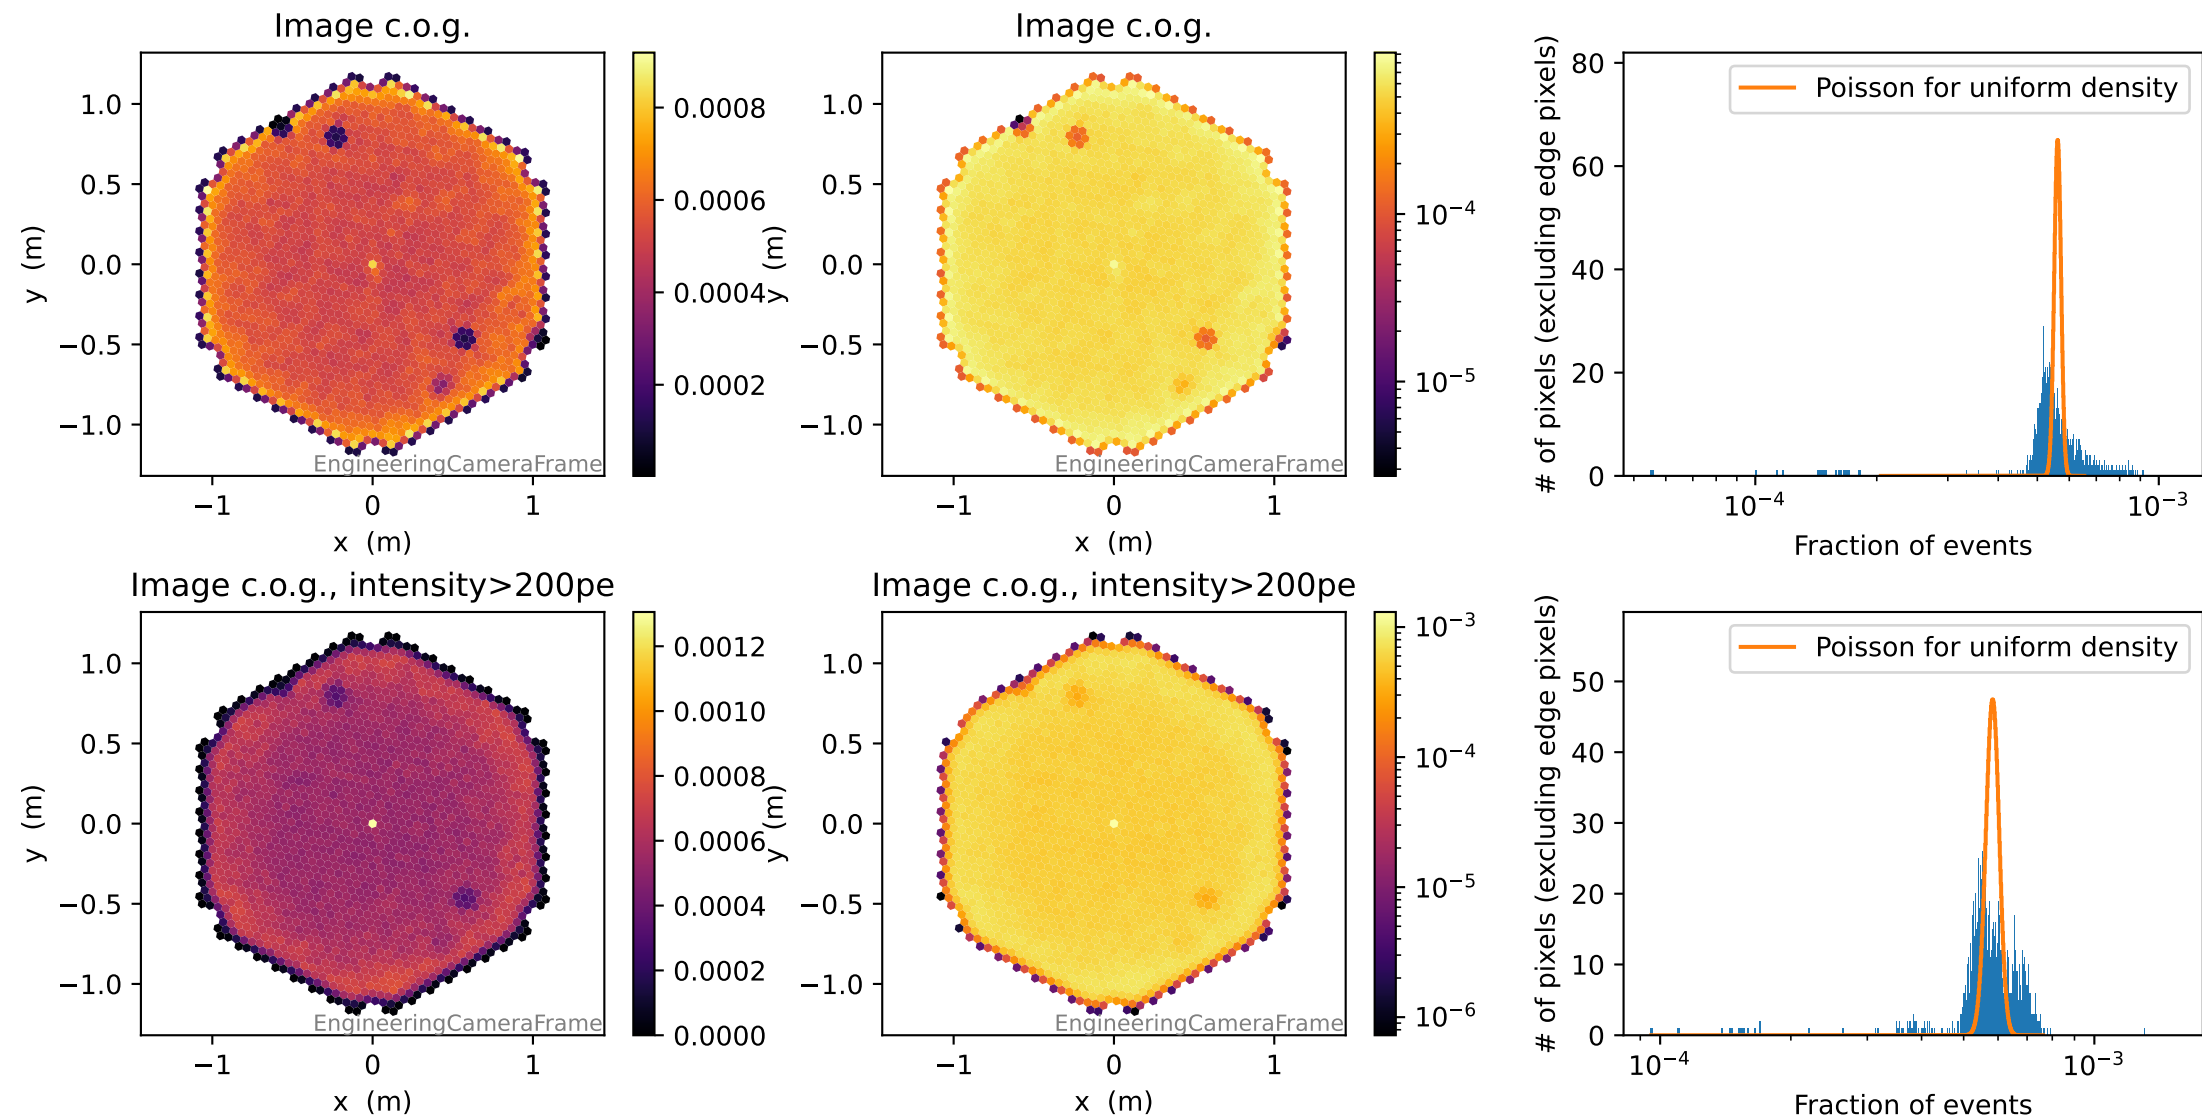 Image c.o.g.
y (m)
1.0
0.5
0.0
−0.5
−1.0
−1
0
1
x (m)
EngineeringCameraFrame
0.0008
0.0006
0.0004
0.0002
Image c.o.g.
y (m)
1.0
0.5
0.0
−0.5
−1.0
−1
0
1
x (m)
EngineeringCameraFrame
10⁻⁴
10⁻⁵
# of pixels (excluding edge pixels)
80
60
40
20
0
Poisson for uniform density
10⁻⁴
10⁻³
Fraction of events
Image c.o.g., intensity>200pe
y (m)
1.0
0.5
0.0
−0.5
−1.0
−1
0
1
x (m)
EngineeringCameraFrame
0.0012
0.0010
0.0008
0.0006
0.0004
0.0002
0.0000
Image c.o.g., intensity>200pe
y (m)
1.0
0.5
0.0
−0.5
−1.0
−1
0
1
x (m)
EngineeringCameraFrame
10⁻³
10⁻⁴
10⁻⁵
10⁻⁶
# of pixels (excluding edge pixels)
50
40
30
20
10
0
Poisson for uniform density
10⁻⁴
10⁻³
Fraction of events